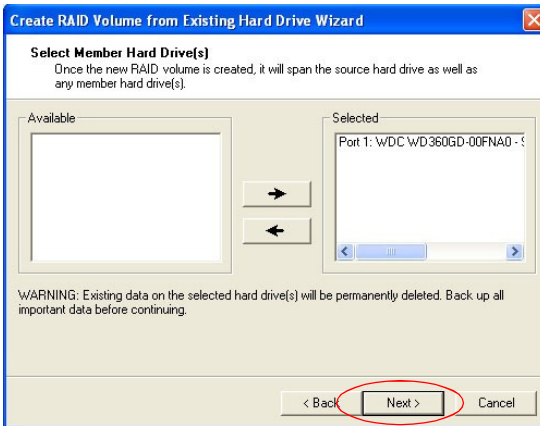 Create RAID Volume from Existing Hard Drive Wizard
Select Member Hard Drive(s)
Once the new RAID volume is created, it will span the source hard drive as well as
any member hard drive(s).
Available
Selected
Port 1: WDC WD360GD-00FNA0 -
WARNING: Existing data on the selected hard drive(s) will be permanently deleted. Back up all
important data before continuing.
< Back
Next >
Cancel